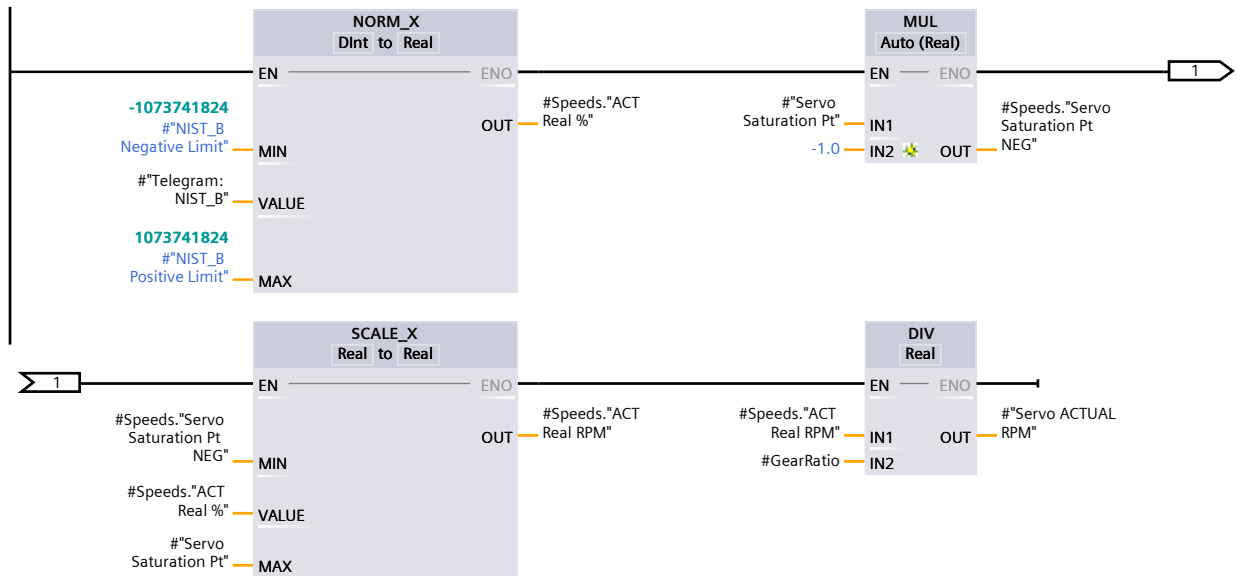 NORM_X
DInt to Real
EN
ENO
-1073741824
#"NIST_B
Negative Limit"
MIN
#"Telegram:
NIST_B"
VALUE
1073741824
#"NIST_B
Positive Limit"
MAX
OUT
#Speeds."ACT
Real %"
MUL
Auto (Real)
EN
ENO
#"Servo
Saturation Pt"
IN1
-1.0
IN2
OUT
#Speeds."Servo
Saturation Pt
NEG"
1
1
SCALE_X
Real to Real
EN
ENO
#Speeds."Servo
Saturation Pt
NEG"
MIN
#Speeds."ACT
Real %"
VALUE
#"Servo
Saturation Pt"
MAX
OUT
#Speeds."ACT
Real RPM"
DIV
Real
EN
ENO
#Speeds."ACT
Real RPM"
IN1
#GearRatio
IN2
OUT
#"Servo ACTUAL
RPM"